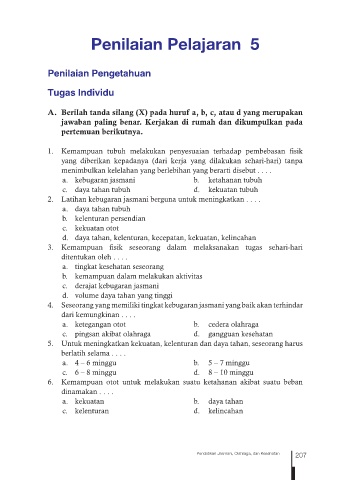 Penilaian Pelajaran 5
Penilaian Pengetahuan
Tugas Individu
A. Berilah tanda silang (X) pada huruf a, b, c, atau d yang merupakan
jawaban paling benar. Kerjakan di rumah dan dikumpulkan pada
pertemuan berikutnya.
1. Kemampuan tubuh melakukan penyesuaian terhadap pembebasan fisik
yang diberikan kepadanya (dari kerja yang dilakukan sehari-hari) tanpa
menimbulkan kelelahan yang berlebihan yang berarti disebut . . . .
a. kebugaran jasmani b. ketahanan tubuh
c. daya tahan tubuh d. kekuatan tubuh
2. Latihan kebugaran jasmani berguna untuk meningkatkan . . . .
a. daya tahan tubuh
b. kelenturan persendian
c. kekuatan otot
d. daya tahan, kelenturan, kecepatan, kekuatan, kelincahan
3. Kemampuan fisik seseorang dalam melaksanakan tugas sehari-hari
ditentukan oleh . . . .
a. tingkat kesehatan seseorang
b. kemampuan dalam melakukan aktivitas
c. derajat kebugaran jasmani
d. volume daya tahan yang tinggi
4. Seseorang yang memiliki tingkat kebugaran jasmani yang baik akan terhindar
dari kemungkinan . . . .
a. ketegangan otot b. cedera olahraga
c. pingsan akibat olahraga d. gangguan kesehatan
5. Untuk meningkatkan kekuatan, kelenturan dan daya tahan, seseorang harus
berlatih selama . . . .
a. 4 – 6 minggu b. 5 – 7 minggu
c. 6 – 8 minggu d. 8 – 10 minggu
6. Kemampuan otot untuk melakukan suatu ketahanan akibat suatu beban
dinamakan . . . .
a. kekuatan b. daya tahan
c. kelenturan d. kelincahan
Pendidikan Jasmani, Olahraga, dan Kesehatan 207